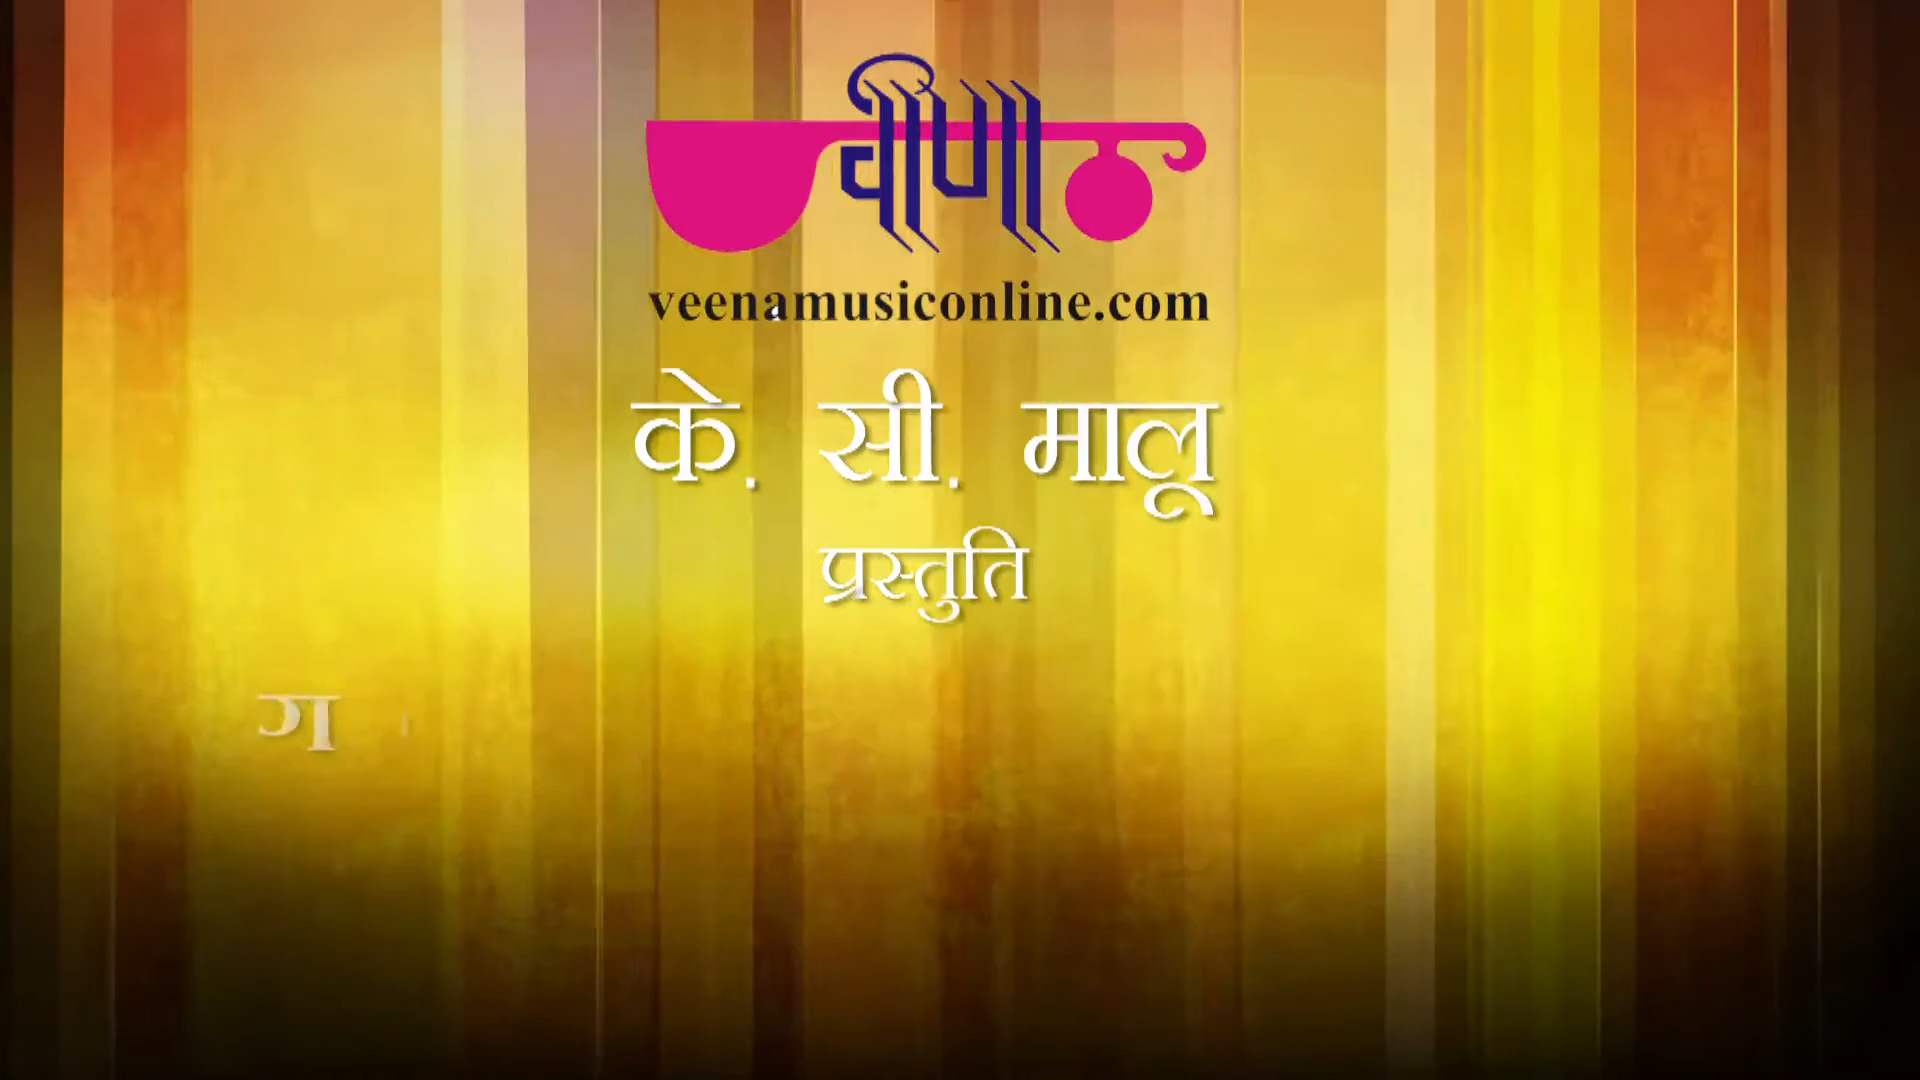 वीणा
veenamusiconline.com
के. सी. मालू
प्रस्तुति
ग